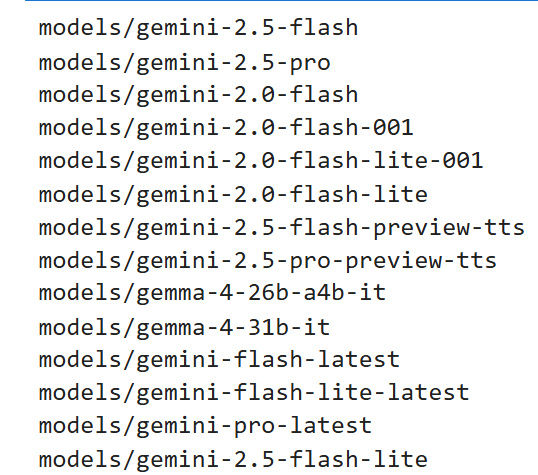 models/gemini-2.5-flash
models/gemini-2.5-pro
models/gemini-2.0-flash
models/gemini-2.0-flash-001
models/gemini-2.0-flash-lite-001
models/gemini-2.0-flash-lite
models/gemini-2.5-flash-preview-tts
models/gemini-2.5-pro-preview-tts
models/gemma-4-26b-a4b-it
models/gemma-4-31b-it
models/gemini-flash-latest
models/gemini-flash-lite-latest
models/gemini-pro-latest
models/gemini-2.5-flash-lite